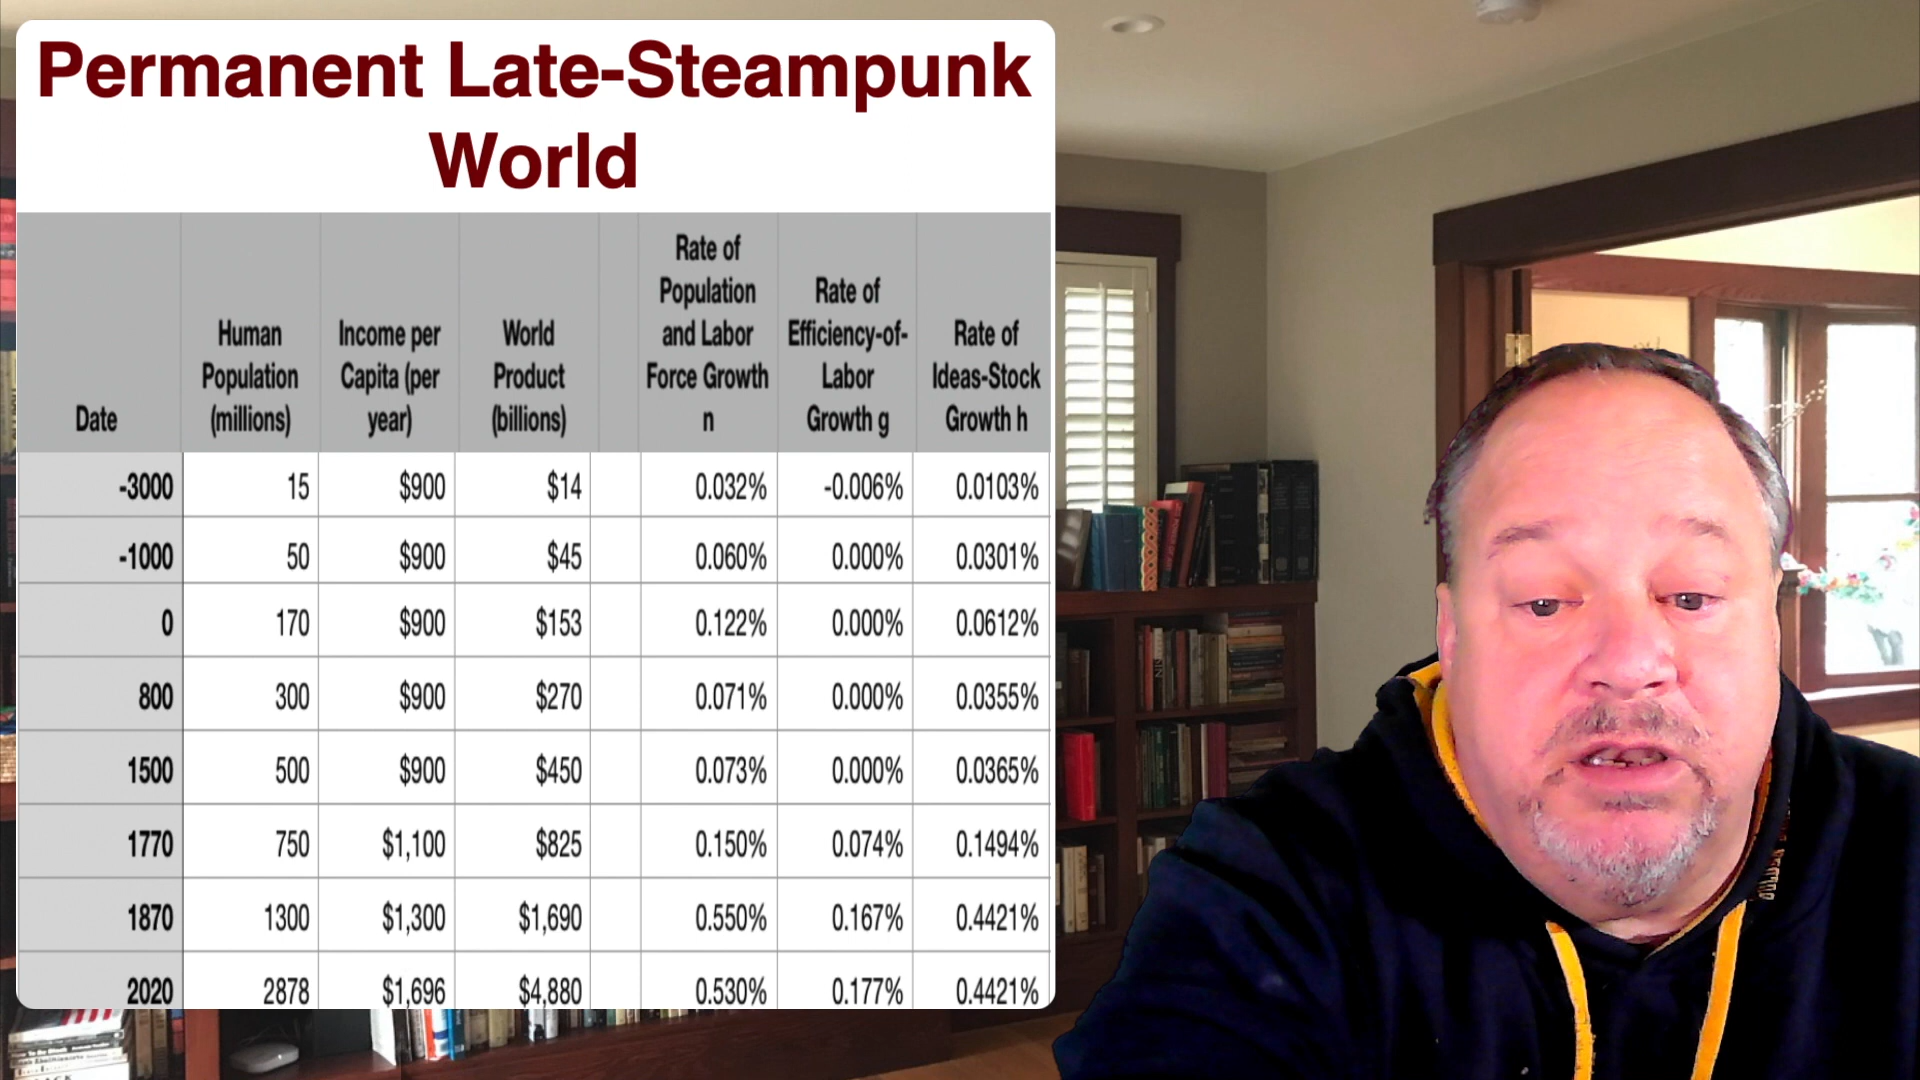 Permanent Late-Steampunk
World
Date Human Population (millions) Income per Capita (per year) World Product (billions) Rate of Population and Labor Force Growth n Rate of Efficiency-of-Labor Growth g Rate of Ideas-Stock Growth h
-3000 15 $900 $14 0.032% -0.006% 0.0103%
-1000 50 $900 $45 0.060% 0.000% 0.0301%
0 170 $900 $153 0.122% 0.000% 0.0612%
800 300 $900 $270 0.071% 0.000% 0.0355%
1500 500 $900 $450 0.073% 0.000% 0.0365%
1770 750 $1,100 $825 0.150% 0.074% 0.1494%
1870 1300 $1,300 $1,690 0.550% 0.167% 0.4421%
2020 2878 $1,696 $4,880 0.530% 0.177% 0.4421%